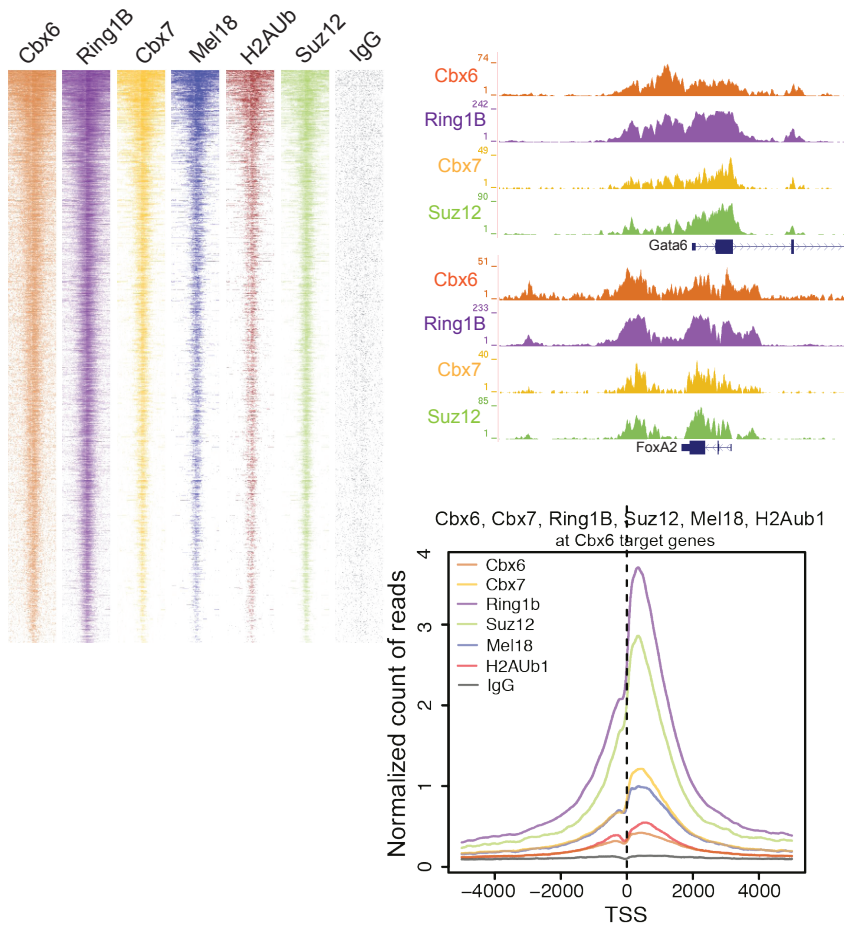 Cbx6 Ring1B Cbx7 Mel18 H2AUb Suz12 IgG
Cbx6 74 1
Ring1B 242 1
Cbx7 49 1
Suz12 90 1
Gata6
Cbx6 51 1
Ring1B 233 1
Cbx7 40 1
Suz12 85 1
FoxA2
Cbx6, Cbx7, Ring1B, Suz12, Mel18, H2Aub1
at Cbx6 target genes
Cbx6
Cbx7
Ring1b
Suz12
Mel18
H2AUb1
IgG
Normalized count of reads
4
3
2
1
0
−4000 −2000 0 2000 4000
TSS